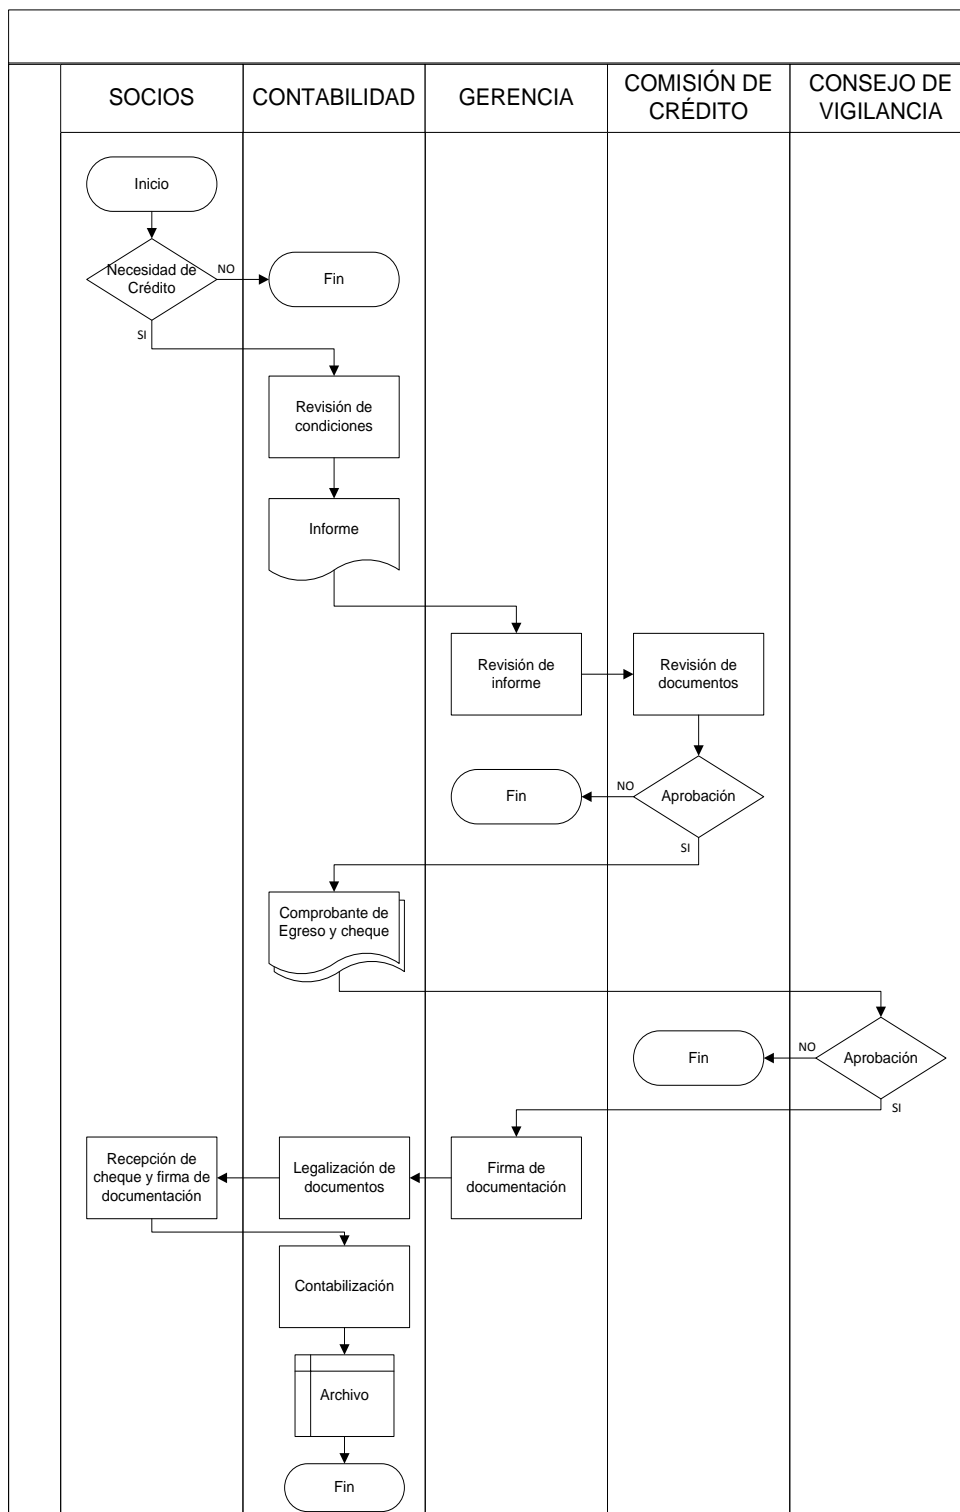 SOCIOS
CONTABILIDAD
GERENCIA
COMISIÓN DE
CRÉDITO
CONSEJO DE
VIGILANCIA
Inicio
Necesidad de
Crédito
NO
Fin
SI
Revisión de
condiciones
Informe
Revisión de
informe
Revisión de
documentos
Fin
NO
Aprobación
SI
Comprobante de
Egreso y cheque
Fin
NO
Aprobación
SI
Recepción de
cheque y firma de
documentación
Legalización de
documentos
Firma de
documentación
Contabilización
Archivo
Fin